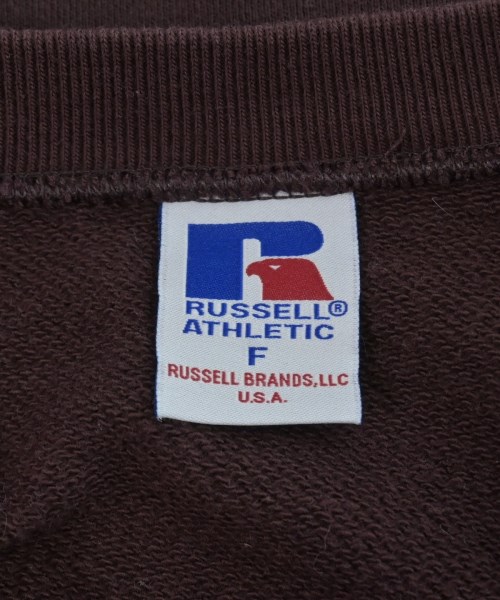 R
RUSSELL®
ATHLETIC
F
RUSSELL BRANDS,LLC
U.S.A.